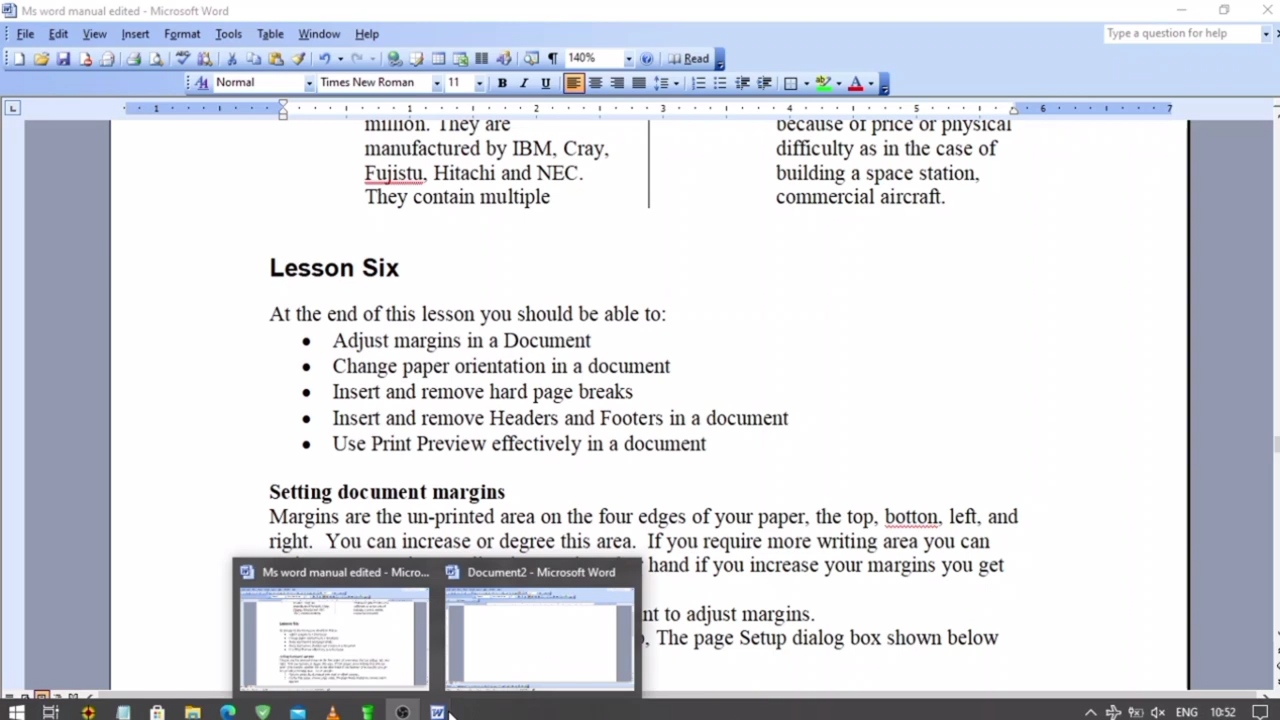 Ms word manual edited - Microsoft Word
File Edit View Insert Format Tools Table Window Help
Type a question for help
140% Read
Normal Times New Roman 11 B I U
1 1 2 3 4 5 6 7
million. They are
manufactured by IBM, Cray,
Fujistu, Hitachi and NEC.
They contain multiple
because of price or physical
difficulty as in the case of
building a space station,
commercial aircraft.
Lesson Six
At the end of this lesson you should be able to:
• Adjust margins in a Document
• Change paper orientation in a document
• Insert and remove hard page breaks
• Insert and remove Headers and Footers in a document
• Use Print Preview effectively in a document
Setting document margins
Margins are the un-printed area on the four edges of your paper, the top, botton, left, and
right. You can increase or degree this area. If you require more writing area you can
hand if you increase your margins you get
nt to adjust margins.
. The page Setup dialog box shown below
Ms word manual edited - Micro...
Document2 - Microsoft Word
ENG 10:52